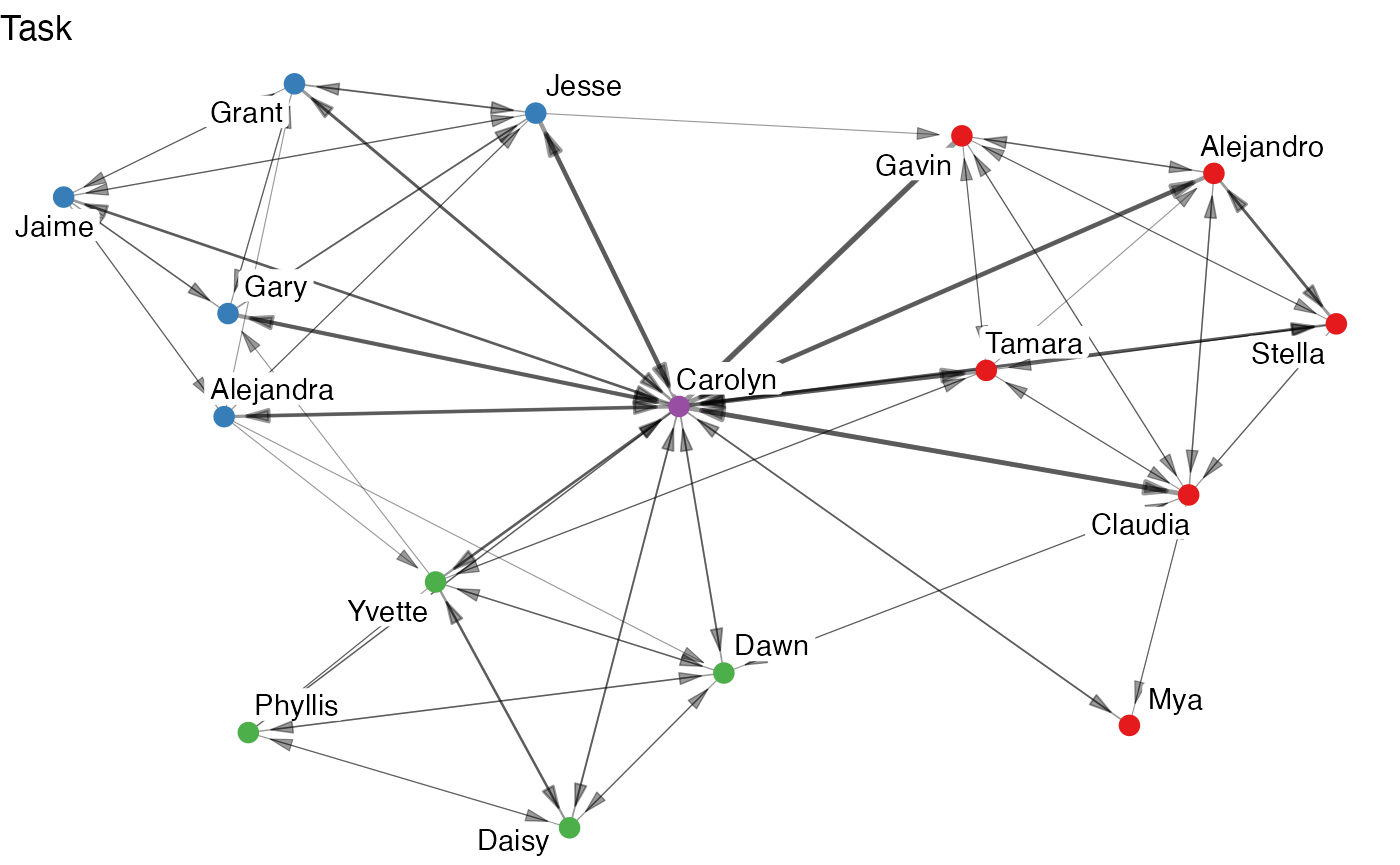 Task
Jesse
Grant
Alejandro
Gavin
Jaime
Gary
Tamara
Stella
Carolyn
Alejandra
Claudia
Yvette
Dawn
Mya
Phyllis
Daisy